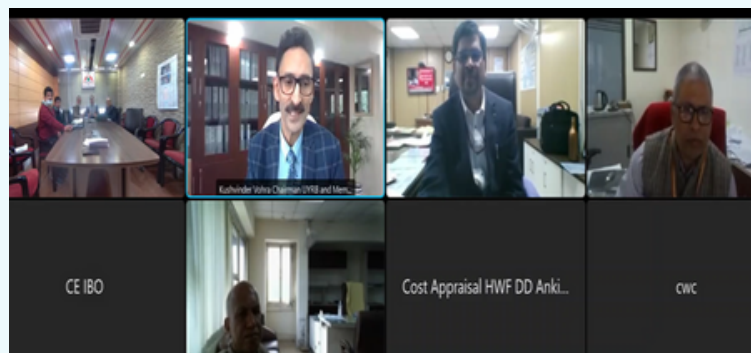 Kushvinder Vohra Chairman UYRB and Mem...
CE IBO
Cost Appraisal HWF DD Anki...
cwc